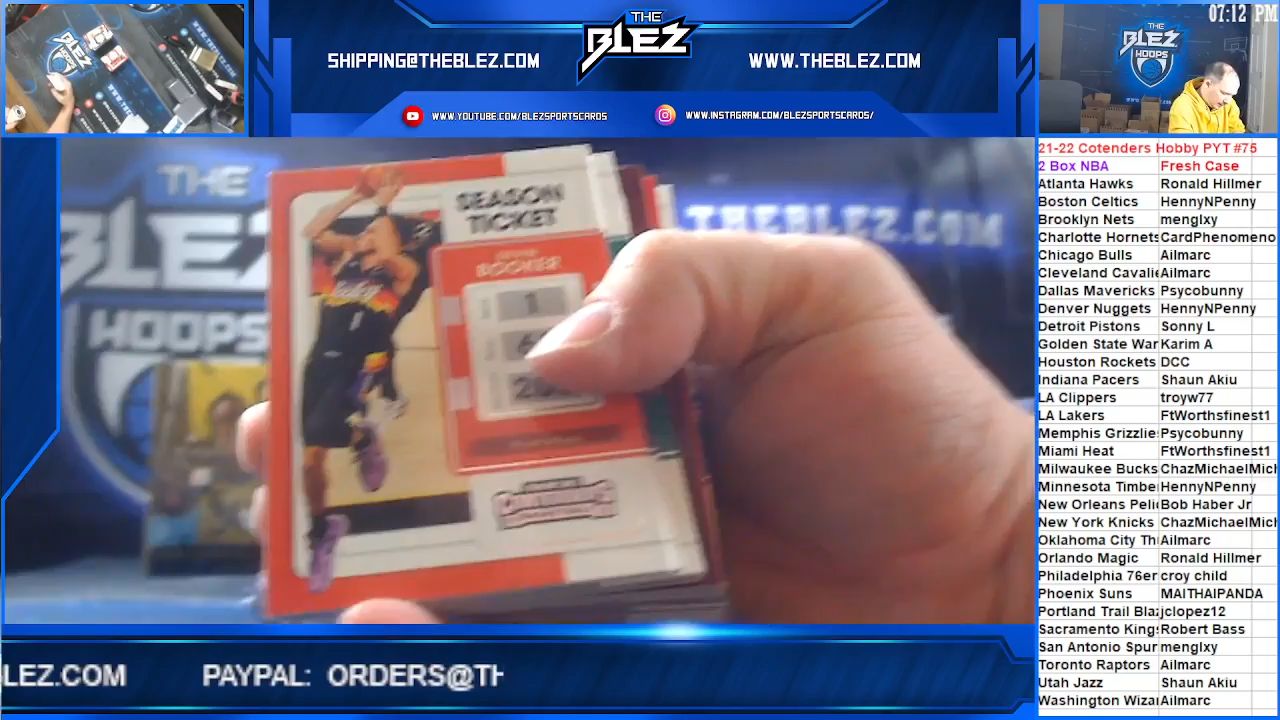 THE
BLEZ
HOOPS
SHIPPING@THEBLEZ.COM
THE
BLEZ
WWW.THEBLEZ.COM
WWW.YOUTUBE.COM/BLEZSPORTSCARDS
WWW.INSTAGRAM.COM/BLEZSPORTSCARDS/
07:12 PM
THE
BLEZ
HOOPS
THE
BLEZ
HOOPS
THEBLEZ.COM
SEASON
TICKET
BOOKER
1
CONTENDERS
21-22 Cotenders Hobby PYT #75
2 Box NBA Fresh Case
Atlanta Hawks Ronald Hillmer
Boston Celtics HennyNPenny
Brooklyn Nets menglxy
Charlotte Hornets CardPhenomeno
Chicago Bulls Ailmarc
Cleveland Cavalie Ailmarc
Dallas Mavericks Psycobunny
Denver Nuggets HennyNPenny
Detroit Pistons Sonny L
Golden State War Karim A
Houston Rockets DCC
Indiana Pacers Shaun Akiu
LA Clippers troyw77
LA Lakers FtWorthsfinest1
Memphis Grizzlie Psycobunny
Miami Heat FtWorthsfinest1
Milwaukee Bucks ChazMichaelMich
Minnesota Timbe HennyNPenny
New Orleans Peli Bob Haber Jr
New York Knicks ChazMichaelMich
Oklahoma City Th Ailmarc
Orlando Magic Ronald Hillmer
Philadelphia 76er croy child
Phoenix Suns MAITHAIPANDA
Portland Trail Blaz jclopez12
Sacramento Kings Robert Bass
San Antonio Spur menglxy
Toronto Raptors Ailmarc
Utah Jazz Shaun Akiu
Washington Wizar Ailmarc
LEZ.COM PAYPAL: ORDERS@TH